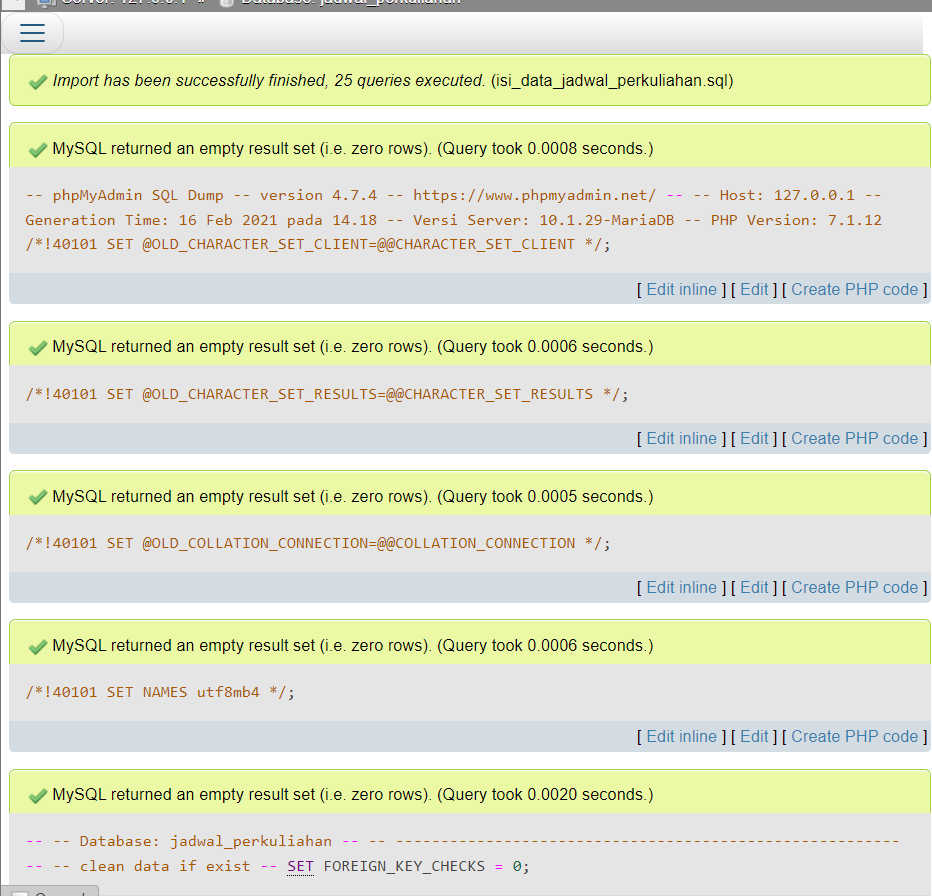 Server: 127.0.0.1 » Database: jadwal_perkuliahan
Import has been successfully finished, 25 queries executed. (isi_data_jadwal_perkuliahan.sql)
MySQL returned an empty result set (i.e. zero rows). (Query took 0.0008 seconds.)
-- phpMyAdmin SQL Dump -- version 4.7.4 -- https://www.phpmyadmin.net/ -- -- Host: 127.0.0.1 --
Generation Time: 16 Feb 2021 pada 14.18 -- Versi Server: 10.1.29-MariaDB -- PHP Version: 7.1.12
/*!40101 SET @OLD_CHARACTER_SET_CLIENT=@@CHARACTER_SET_CLIENT */;
[ Edit inline ] [ Edit ] [ Create PHP code ]
MySQL returned an empty result set (i.e. zero rows). (Query took 0.0006 seconds.)
/*!40101 SET @OLD_CHARACTER_SET_RESULTS=@@CHARACTER_SET_RESULTS */;
[ Edit inline ] [ Edit ] [ Create PHP code ]
MySQL returned an empty result set (i.e. zero rows). (Query took 0.0005 seconds.)
/*!40101 SET @OLD_COLLATION_CONNECTION=@@COLLATION_CONNECTION */;
[ Edit inline ] [ Edit ] [ Create PHP code ]
MySQL returned an empty result set (i.e. zero rows). (Query took 0.0006 seconds.)
/*!40101 SET NAMES utf8mb4 */;
[ Edit inline ] [ Edit ] [ Create PHP code ]
MySQL returned an empty result set (i.e. zero rows). (Query took 0.0020 seconds.)
-- -- Database: jadwal_perkuliahan -- -- --------------------------------------------------------
-- -- clean data if exist -- SET FOREIGN_KEY_CHECKS = 0;